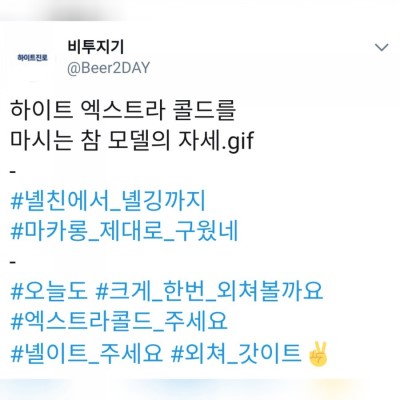 하이트진로
비투지기
@Beer2DAY
하이트 엑스트라 콜드를
마시는 참 모델의 자세.gif
-
#녤친에서_녤깅까지
#마카롱_제대로_구웠네
-
#오늘도 #크게_한번_외쳐볼까요
#엑스트라콜드_주세요
#녤이트_주세요 #외쳐_갓이트✌